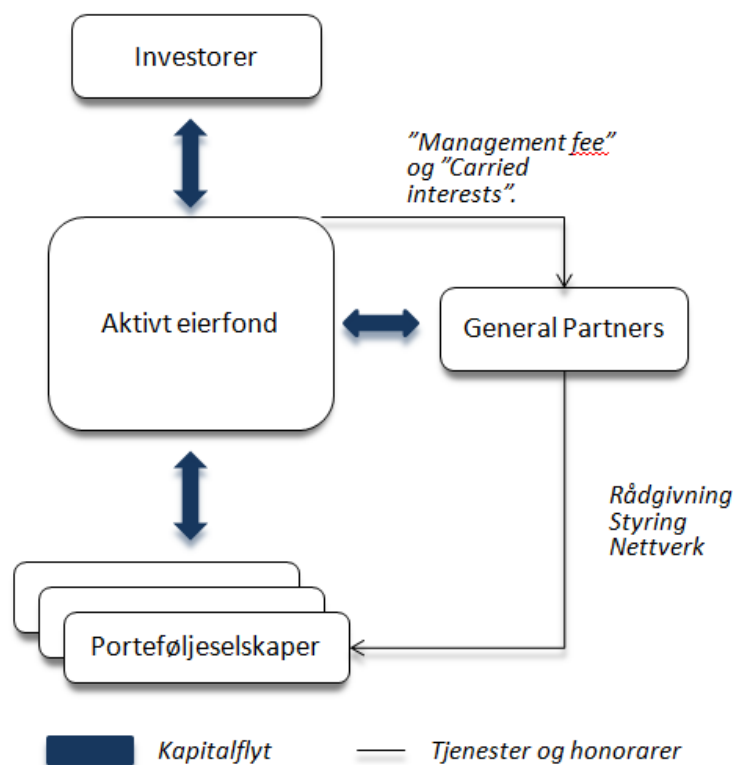 Investorer
”Management fee”
og ”Carried
interests”.
Aktivt eierfond
General Partners
Rådgivning
Styring
Nettverk
Porteføljeselskaper
Kapitalflyt
Tjenester og honorarer